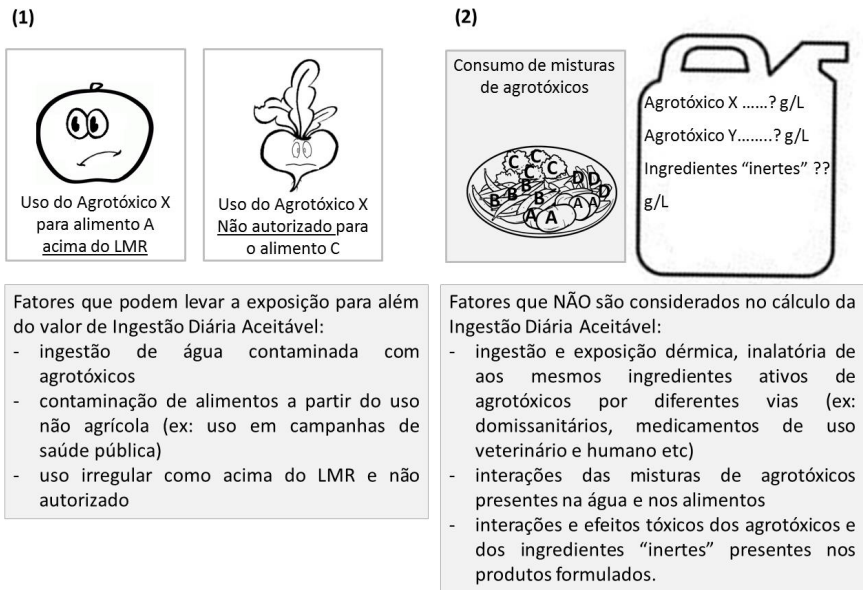 (1)
Uso do Agrotóxico X
para alimento A
acima do LMR
Uso do Agrotóxico X
Não autorizado para
o alimento C
Fatores que podem levar a exposição para além
do valor de Ingestão Diária Aceitável:
- ingestão de água contaminada com
agrotóxicos
- contaminação de alimentos a partir do uso
não agrícola (ex: uso em campanhas de
saúde pública)
- uso irregular como acima do LMR e não
autorizado
(2)
Consumo de misturas
de agrotóxicos
C
C
C
C
C
B
B
B
B
B
D
D
D
D
A
A
A
A
Agrotóxico X ......? g/L
Agrotóxico Y........? g/L
Ingredientes “inertes” ??
g/L
Fatores que NÃO são considerados no cálculo da
Ingestão Diária Aceitável:
- ingestão e exposição dérmica, inalatória de
aos mesmos ingredientes ativos de
agrotóxicos por diferentes vias (ex:
domissanitários, medicamentos de uso
veterinário e humano etc)
- interações das misturas de agrotóxicos
presentes na água e nos alimentos
- interações e efeitos tóxicos dos agrotóxicos e
dos ingredientes “inertes” presentes nos
produtos formulados.